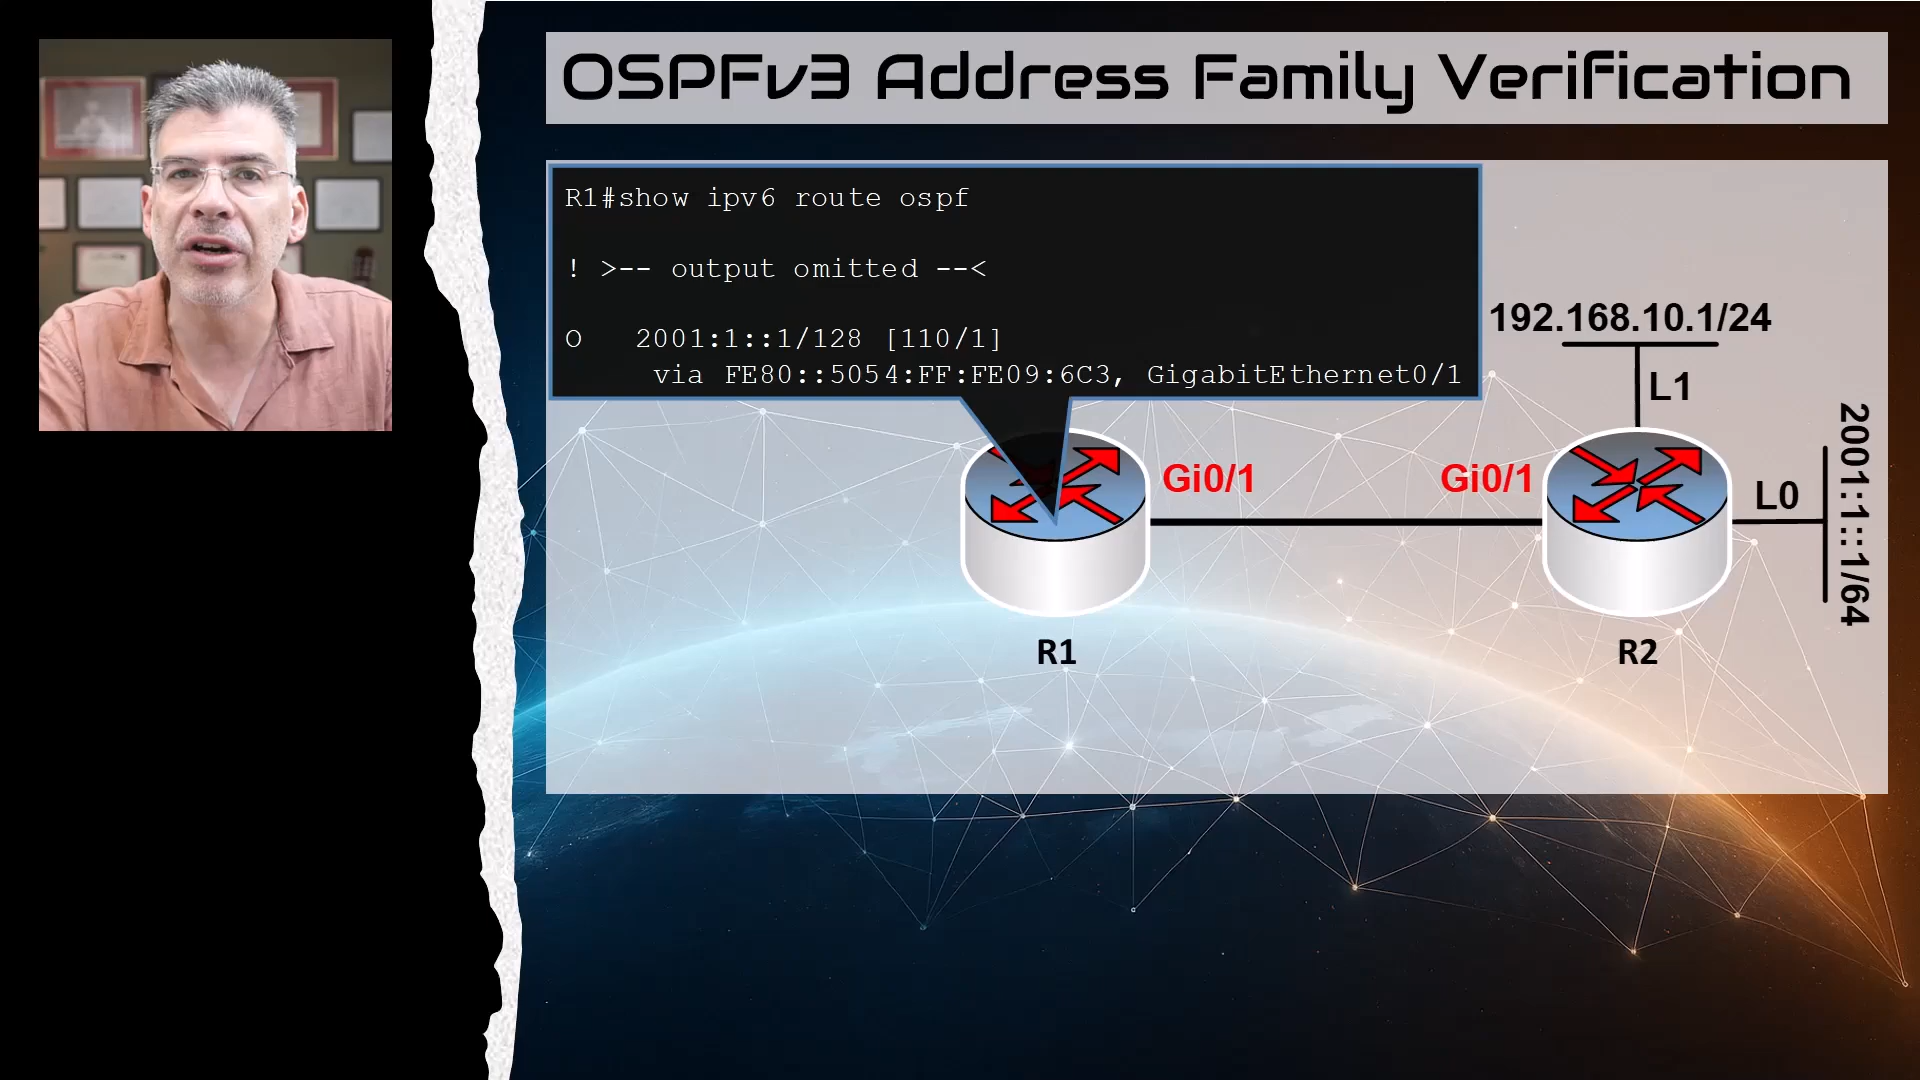 OSPFv3 Address Family Verification
R1#show ipv6 route ospf
! >-- output omitted --<
O   2001:1::1/128 [110/1]
     via FE80::5054:FF:FE09:6C3, GigabitEthernet0/1
192.168.10.1/24
L1
Gi0/1
Gi0/1
L0
2001:1::1/64
R1
R2